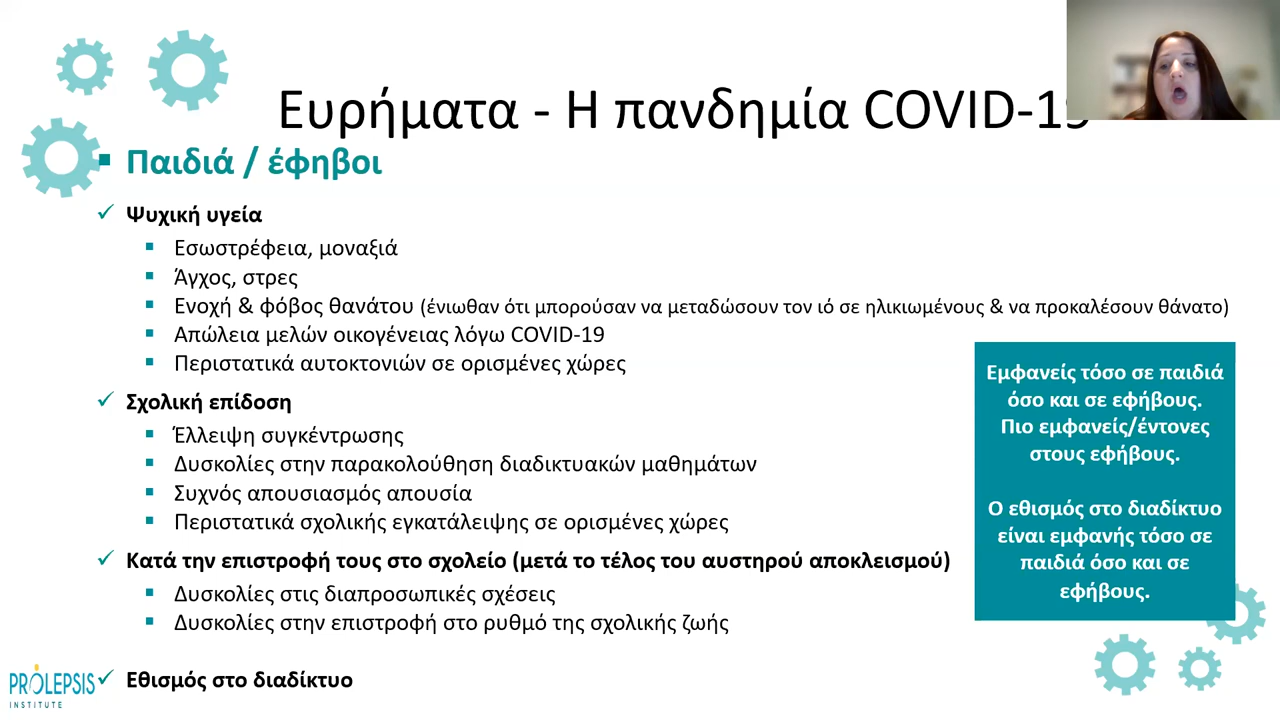 Ευρήματα - Η πανδημία COVID-19
Παιδιά / έφηβοι
Ψυχική υγεία
Εσωστρέφεια, μοναξιά
Άγχος, στρες
Ενοχή & φόβος θανάτου (ένιωθαν ότι μπορούσαν να μεταδώσουν τον ιό σε ηλικιωμένους & να προκαλέσουν θάνατο)
Απώλεια μελών οικογένειας λόγω COVID-19
Περιστατικά αυτοκτονιών σε ορισμένες χώρες
Σχολική επίδοση
Έλλειψη συγκέντρωσης
Δυσκολίες στην παρακολούθηση διαδικτυακών μαθημάτων
Συχνός απουσιασμός απουσία
Περιστατικά σχολικής εγκατάλειψης σε ορισμένες χώρες
Κατά την επιστροφή τους στο σχολείο (μετά το τέλος του αυστηρού αποκλεισμού)
Δυσκολίες στις διαπροσωπικές σχέσεις
Δυσκολίες στην επιστροφή στο ρυθμό της σχολικής ζωής
Εθισμός στο διαδίκτυο
Εμφανείς τόσο σε παιδιά
όσο και σε εφήβους.
Πιο εμφανείς/έντονες
στους εφήβους.
Ο εθισμός στο διαδίκτυο
είναι εμφανής τόσο σε
παιδιά όσο και σε
εφήβους.
PROLEPSIS
INSTITUTE